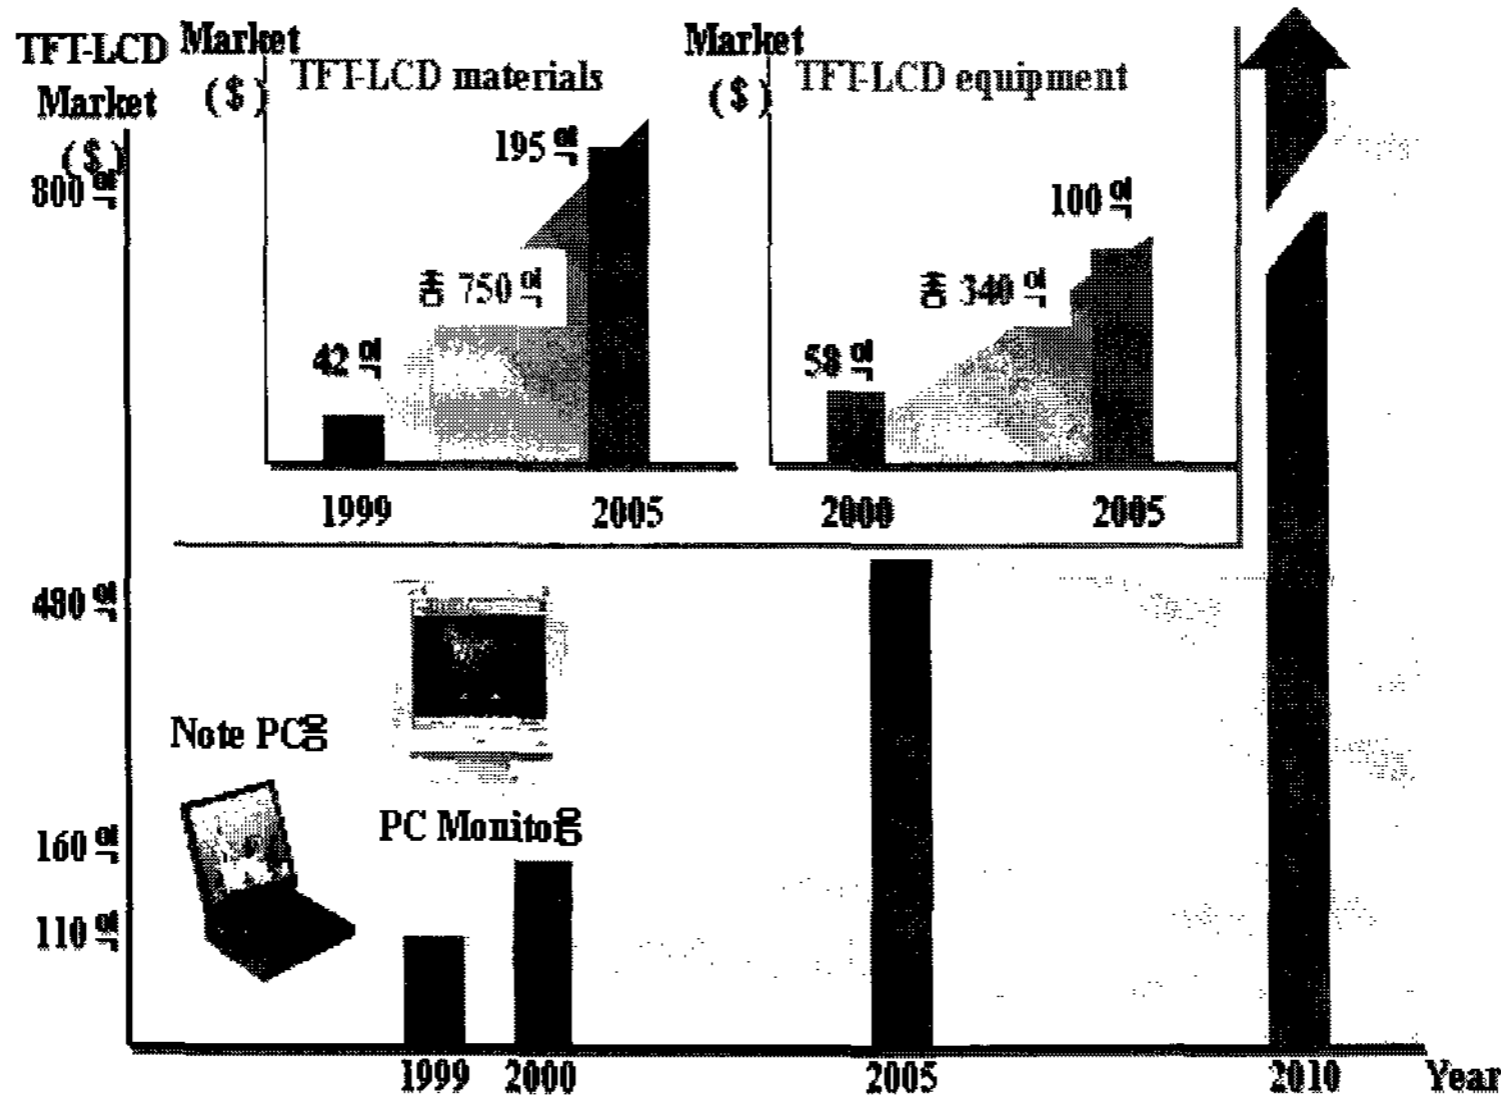 TFT-LCD
Market
($)
800 억
480 억
160 억
110 억
Market
($)
TFT-LCD materials
195 억
총 750 억
42 억
1999
2005
Market
($)
TFT-LCD equipment
100 억
총 340 억
58 억
2000
2005
Note PC용
PC Monitor용
1999
2000
2005
2010
Year